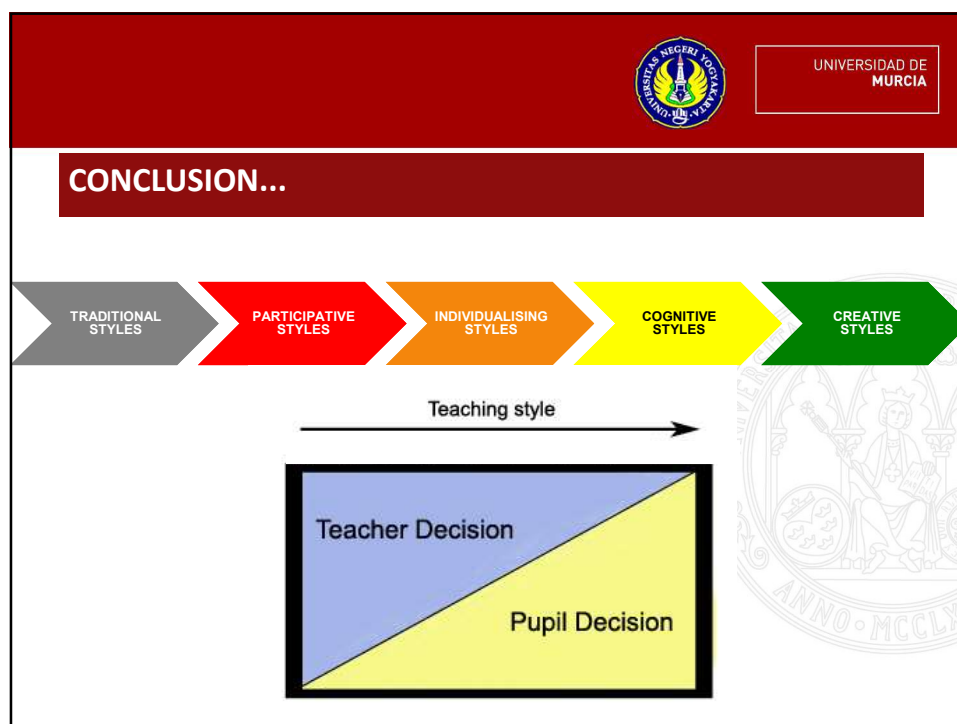 UNIVERSITAS NEGERI YOGYAKARTA
UNIVERSIDAD DE
MURCIA
CONCLUSION...
TRADITIONAL
STYLES
PARTICIPATIVE
STYLES
INDIVIDUALISING
STYLES
COGNITIVE
STYLES
CREATIVE
STYLES
Teaching style
Teacher Decision
Pupil Decision
ANNO · MCCLX